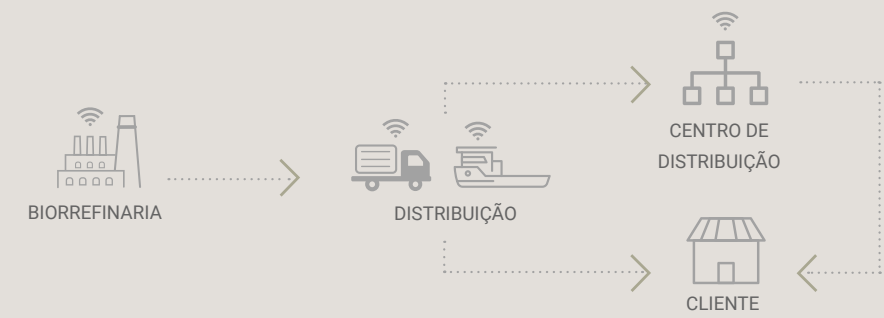 BIORREFINARIA
DISTRIBUIÇÃO
CENTRO DE
DISTRIBUIÇÃO
CLIENTE